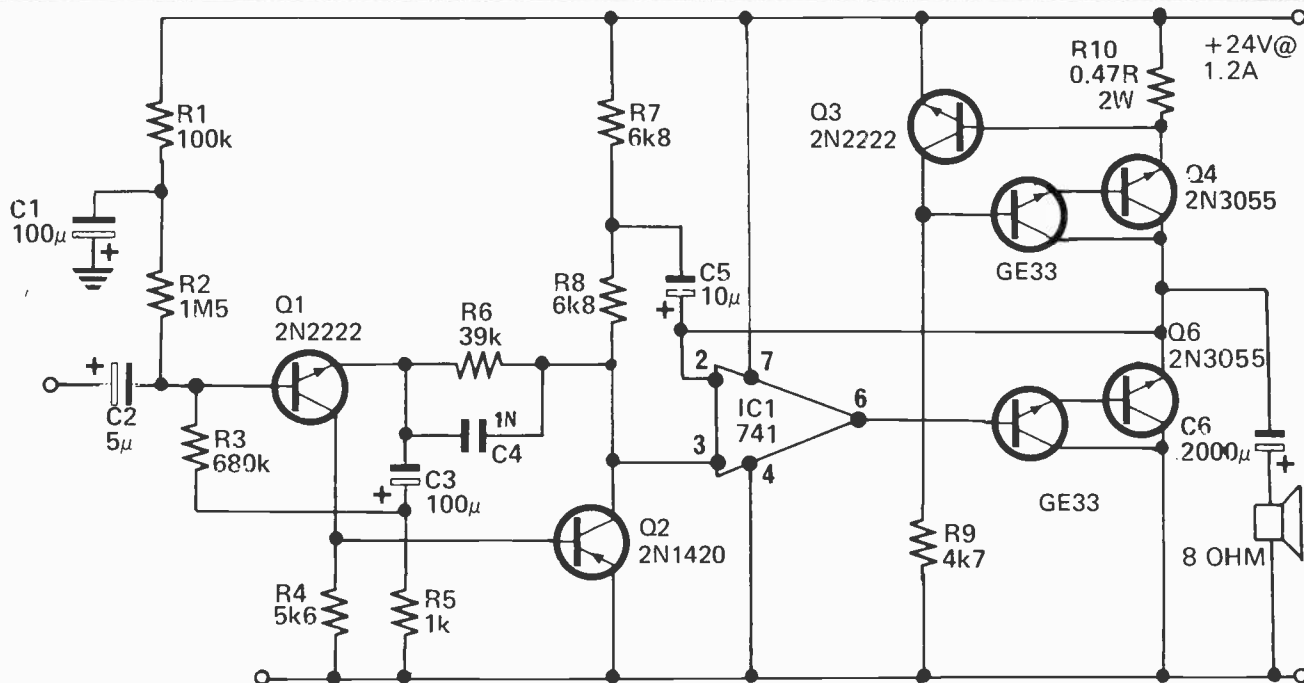 R1
100k
C1
100µ
+
R2
1M5
+
C2
5µ
R3
680k
Q1
2N2222
R6
39k
1N
C4
+
C3
100µ
R4
5k6
R5
1k
R7
6k8
R8
6k8
C5
10µ
+
Q2
2N1420
2
7
IC1
741
6
3
4
Q3
2N2222
R9
4k7
R10
0.47R
2W
+24V@
1.2A
Q4
2N3055
GE33
Q6
2N3055
C6
2000µ
+
GE33
8 OHM